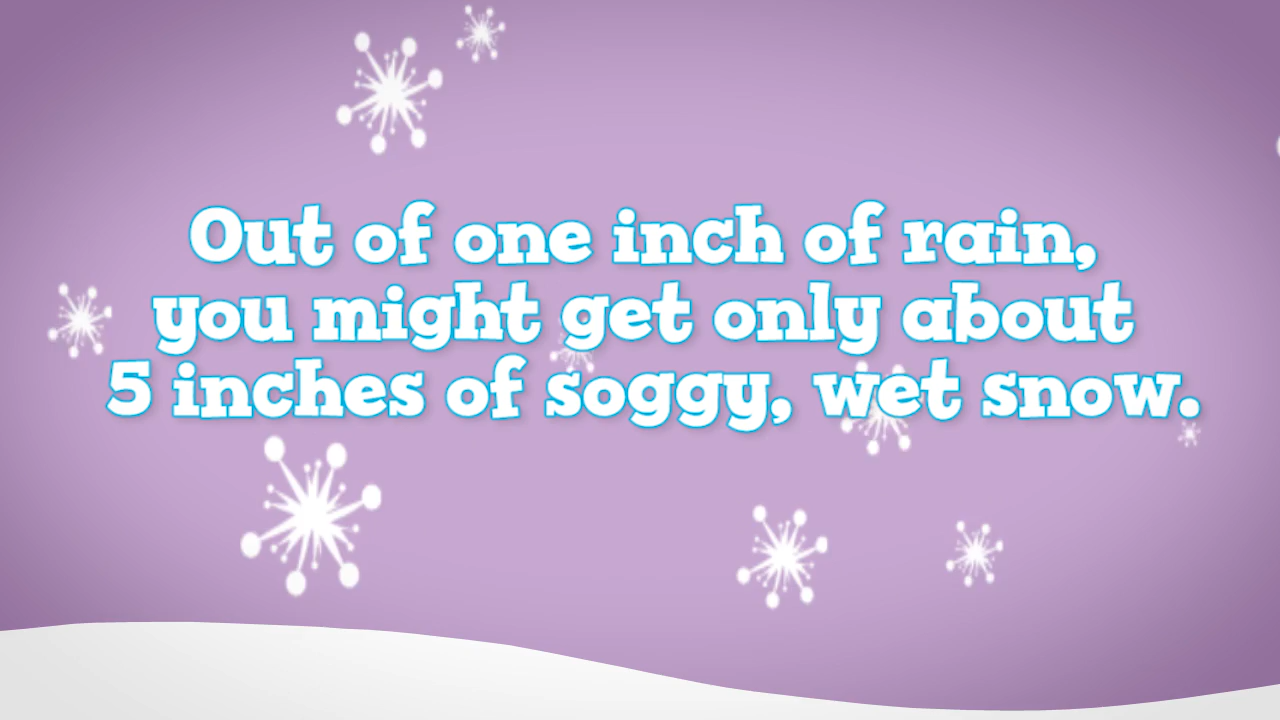 Out of one inch of rain,
you might get only about
5 inches of soggy, wet snow.